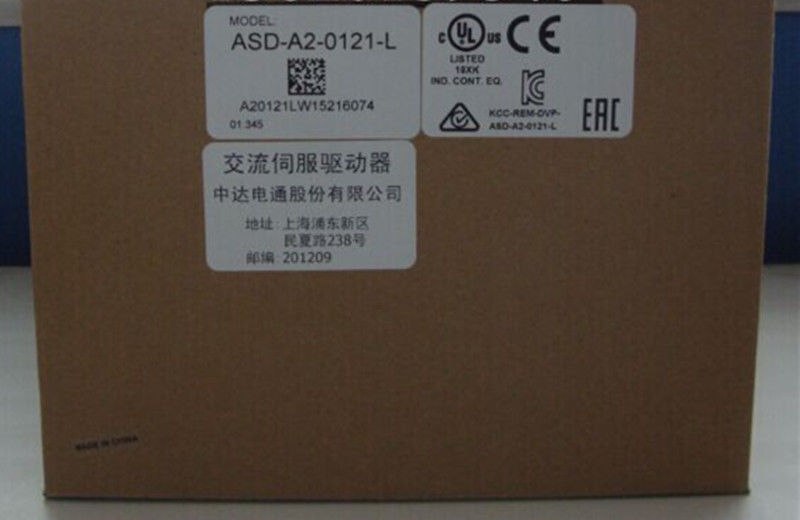 MODEL:
ASD-A2-0121-L
A20121LW15216074
01.345
c UL US CE
LISTED
19XK
IND. CONT. EQ.
KC
KCC-REM-DVP-
ASD-A2-0121-L
EAC
交流伺服驱动器
中达电通股份有限公司
地址: 上海浦东新区
民夏路238号
邮编: 201209
MADE IN CHINA